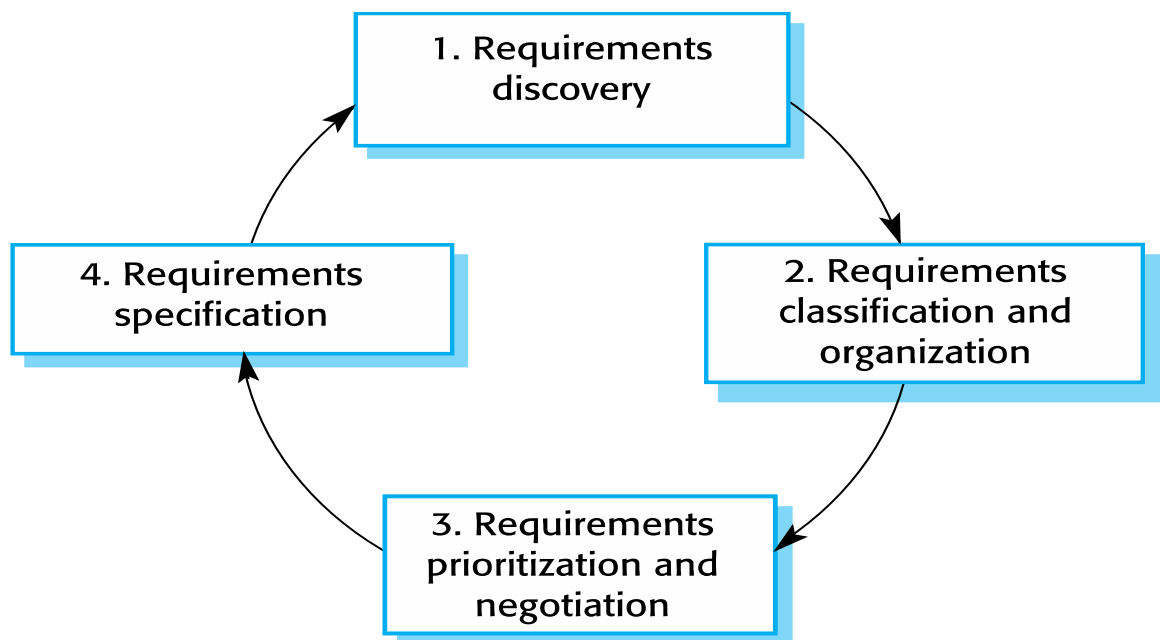 1. Requirements
discovery
2. Requirements
classification and
organization
3. Requirements
prioritization and
negotiation
4. Requirements
specification